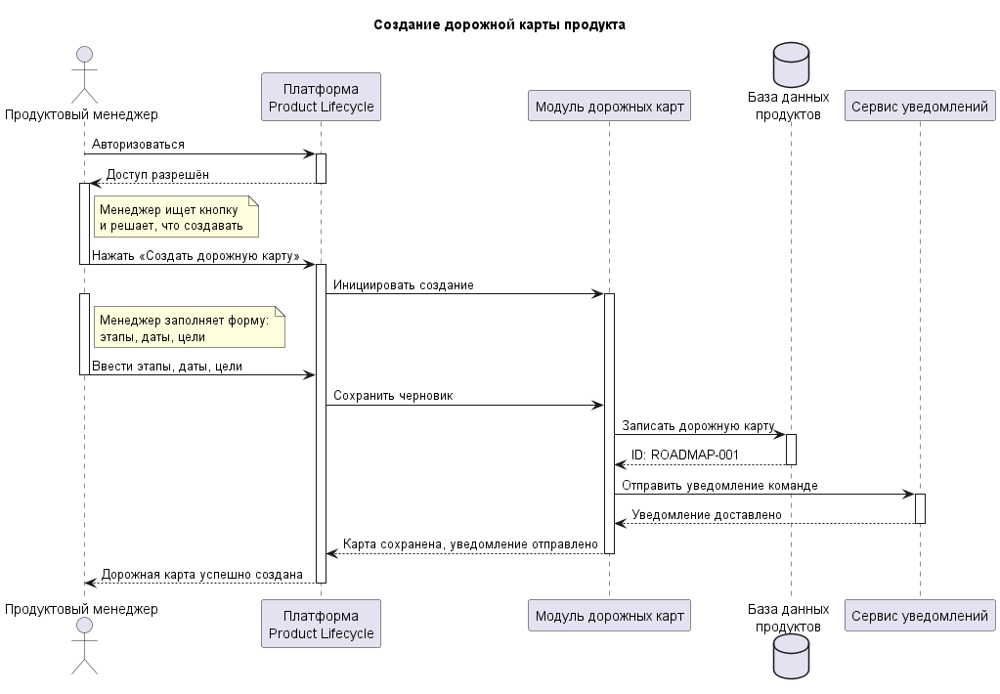 Создание дорожной карты продукта
Продуктовый менеджер
Платформа
Product Lifecycle
Модуль дорожных карт
База данных
продуктов
Сервис уведомлений
Авторизоваться
Доступ разрешён
Менеджер ищет кнопку
и решает, что создавать
Нажать «Создать дорожную карту»
Инициировать создание
Менеджер заполняет форму:
этапы, даты, цели
Ввести этапы, даты, цели
Сохранить черновик
Записать дорожную карту
ID: ROADMAP-001
Отправить уведомление команде
Уведомление доставлено
Карта сохранена, уведомление отправлено
Дорожная карта успешно создана
Продуктовый менеджер
Платформа
Product Lifecycle
Модуль дорожных карт
База данных
продуктов
Сервис уведомлений